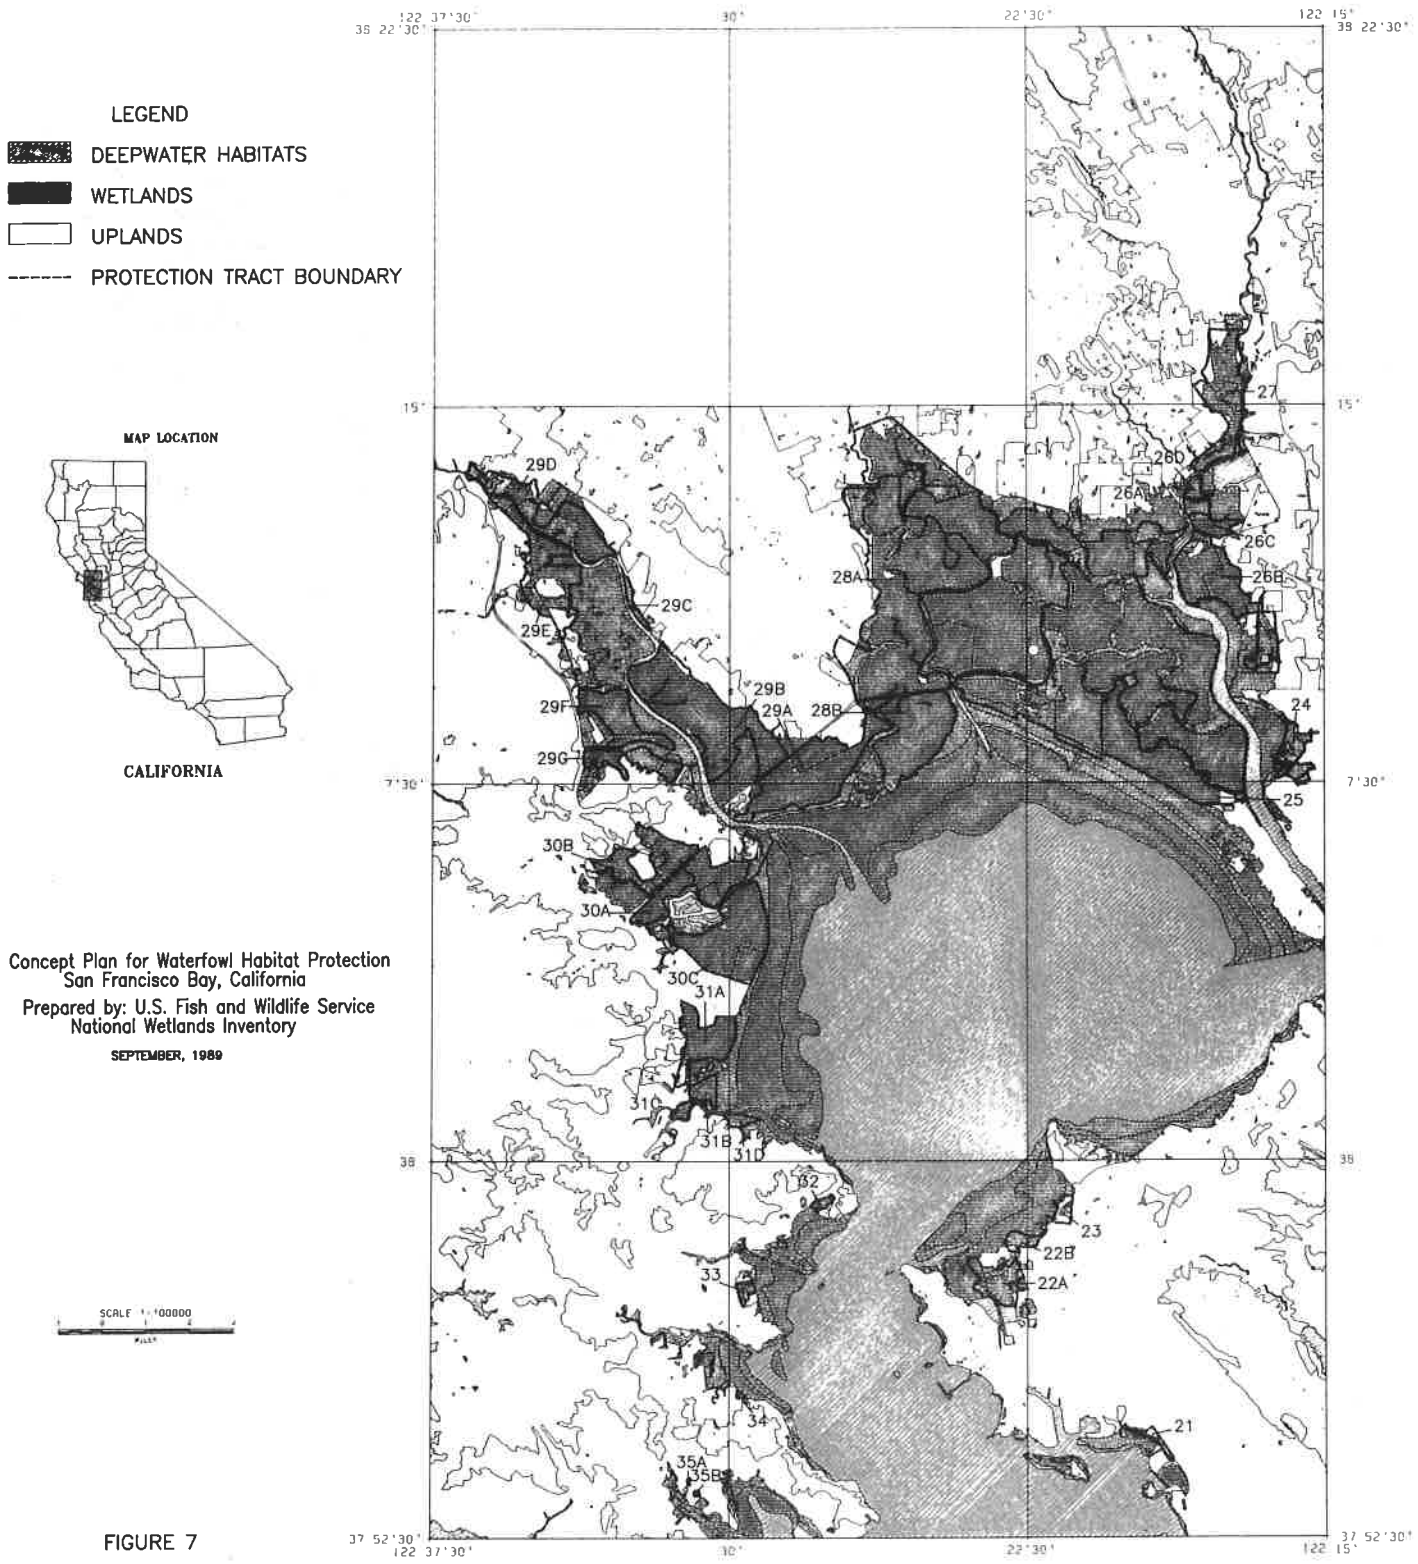 122 37'30"
30"
22'30"
122 15"
38 22'30"
38 22'30"
LEGEND
DEEPWATER HABITATS
WETLANDS
UPLANDS
PROTECTION TRACT BOUNDARY
27
15"
15"
MAP LOCATION
29D
26D
26A
26C
28A
26B
29C
29E
29B
29F
29A
28B
24
29G
CALIFORNIA
7'30"
7'30"
25
30B
30A
Concept Plan for Waterfowl Habitat Protection
San Francisco Bay, California
30C
31A
Prepared by: U.S. Fish and Wildlife Service
National Wetlands Inventory
SEPTEMBER, 1989
31C
31B
31D
38
38
32
23
22B
33
22A
SCALE 1:100000
MILES
34
21
35A
35B
FIGURE 7
37 52'30"
37 52'30"
122 37'30"
30"
22'30"
122 15"